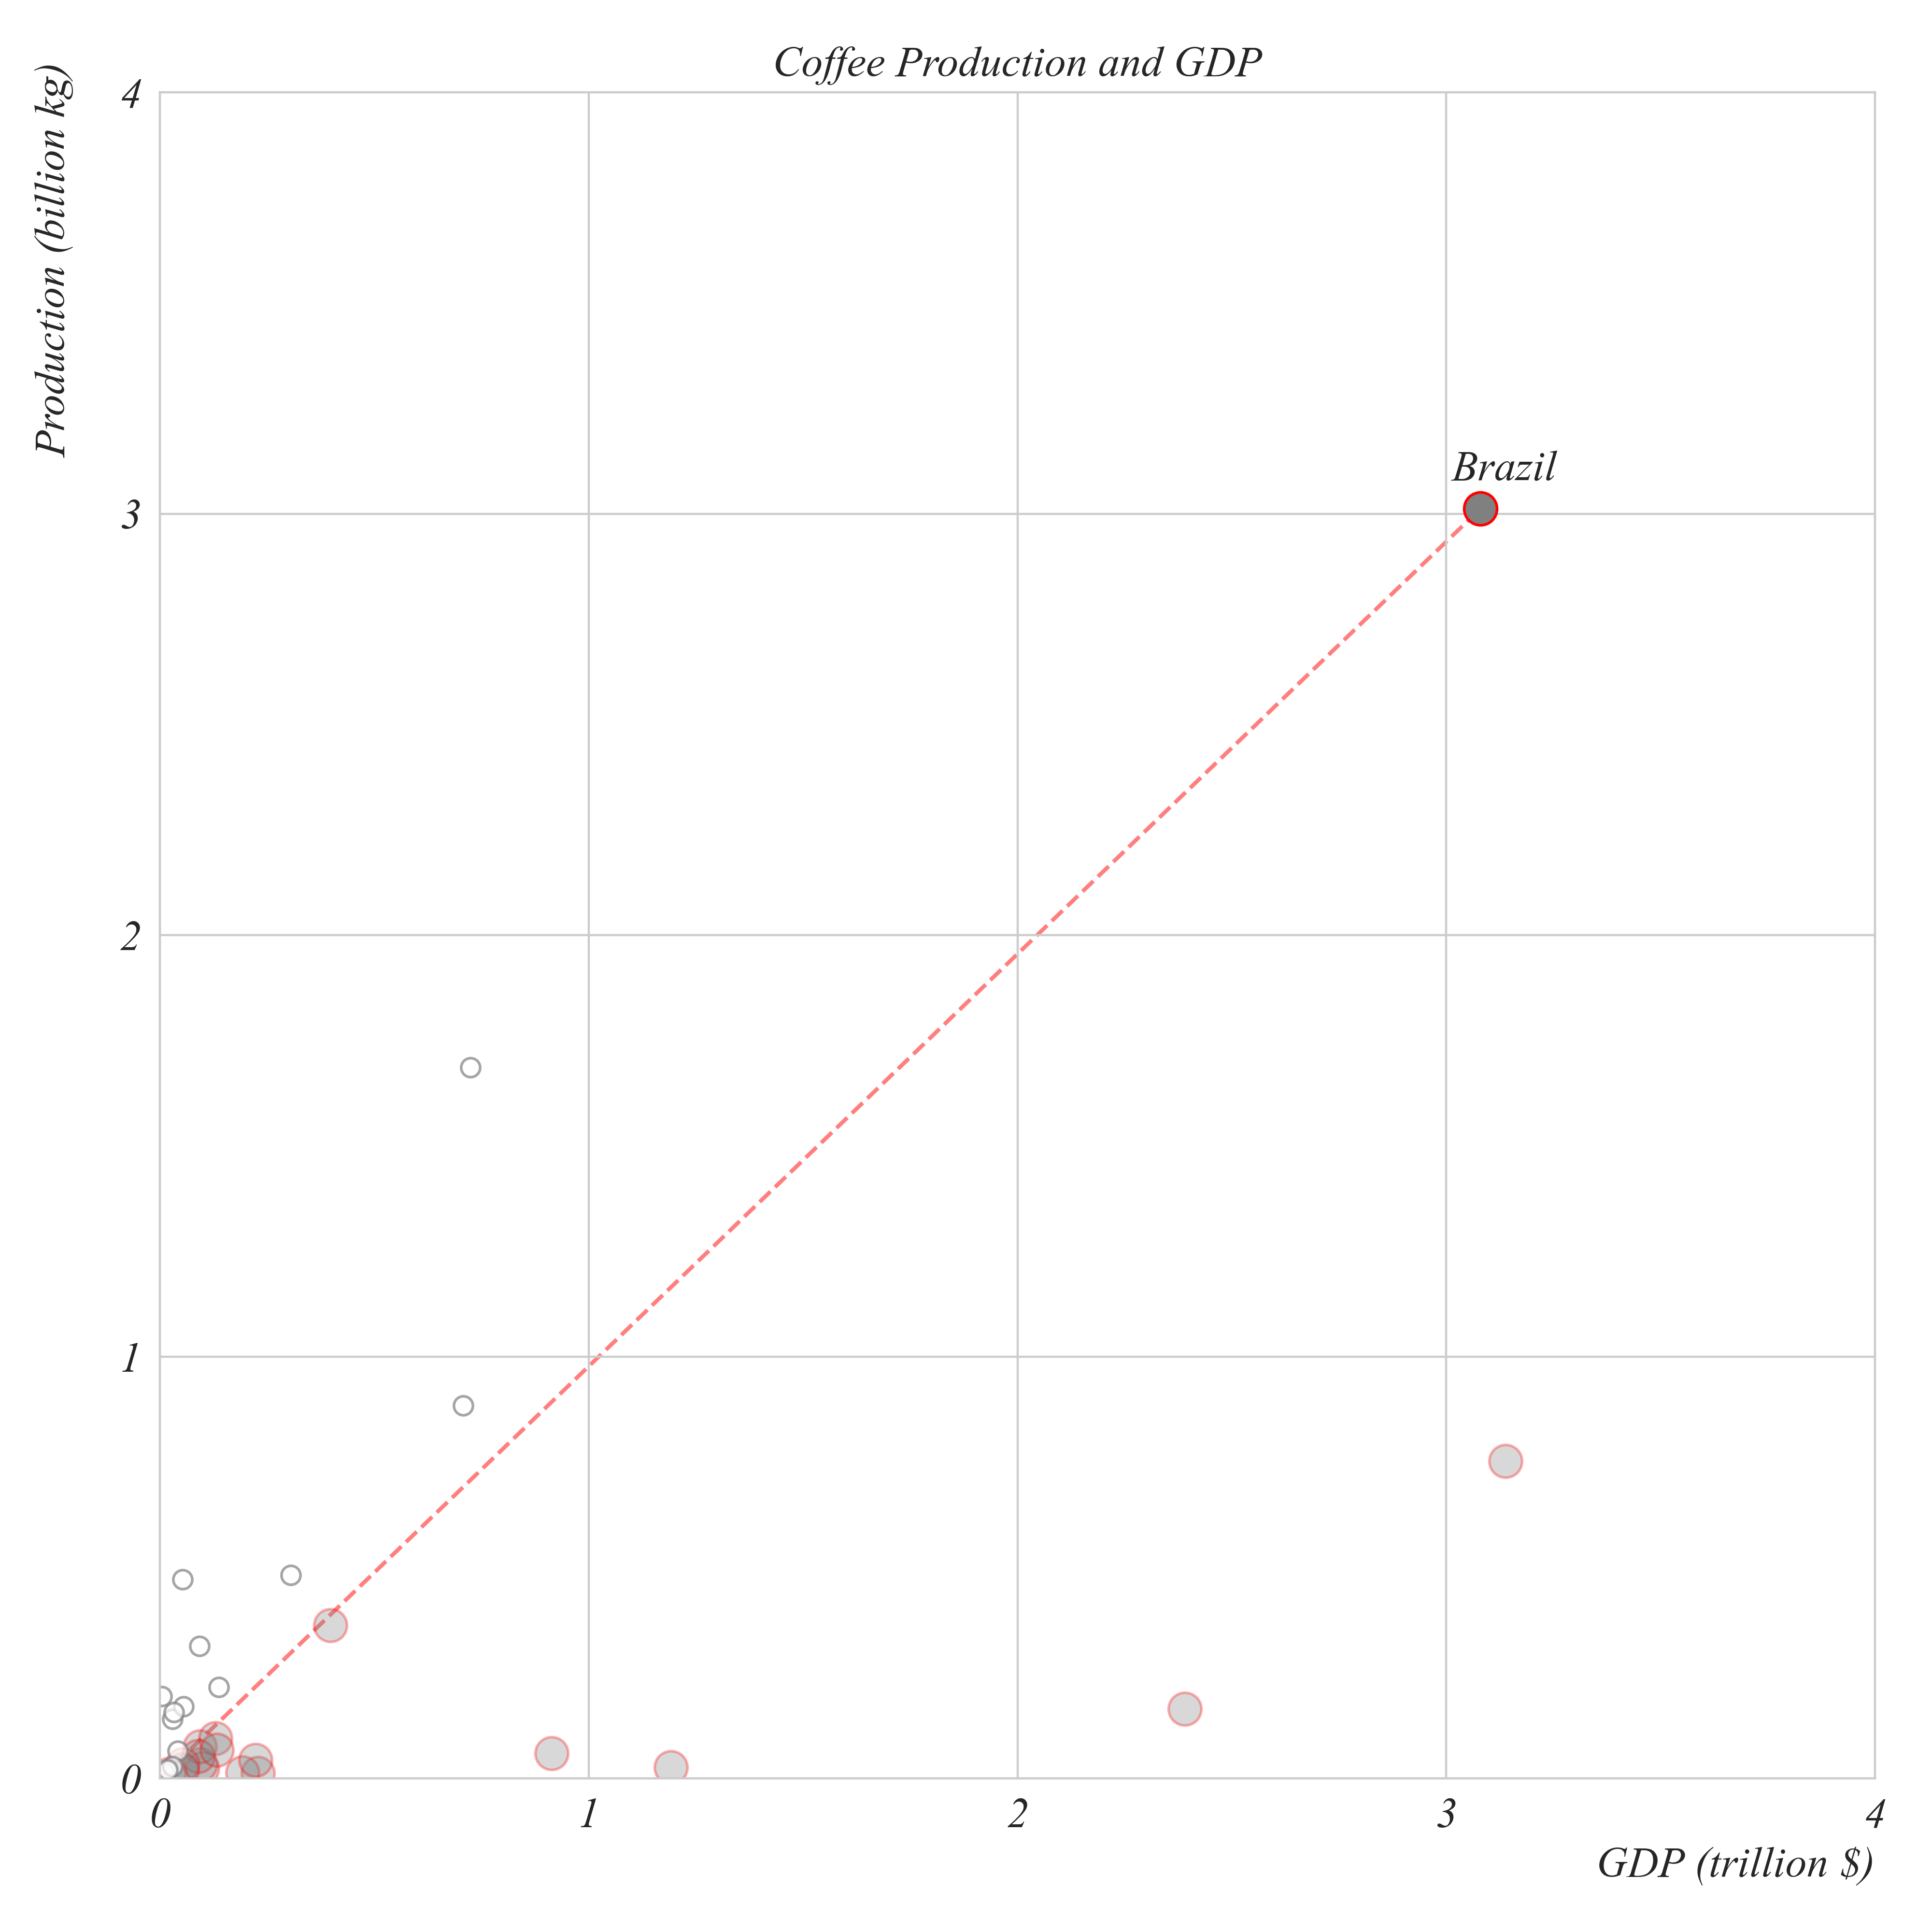 Coffee Production and GDP
Production (billion kg)
4
3
2
1
0
Brazil
0 1 2 3 4
GDP (trillion $)